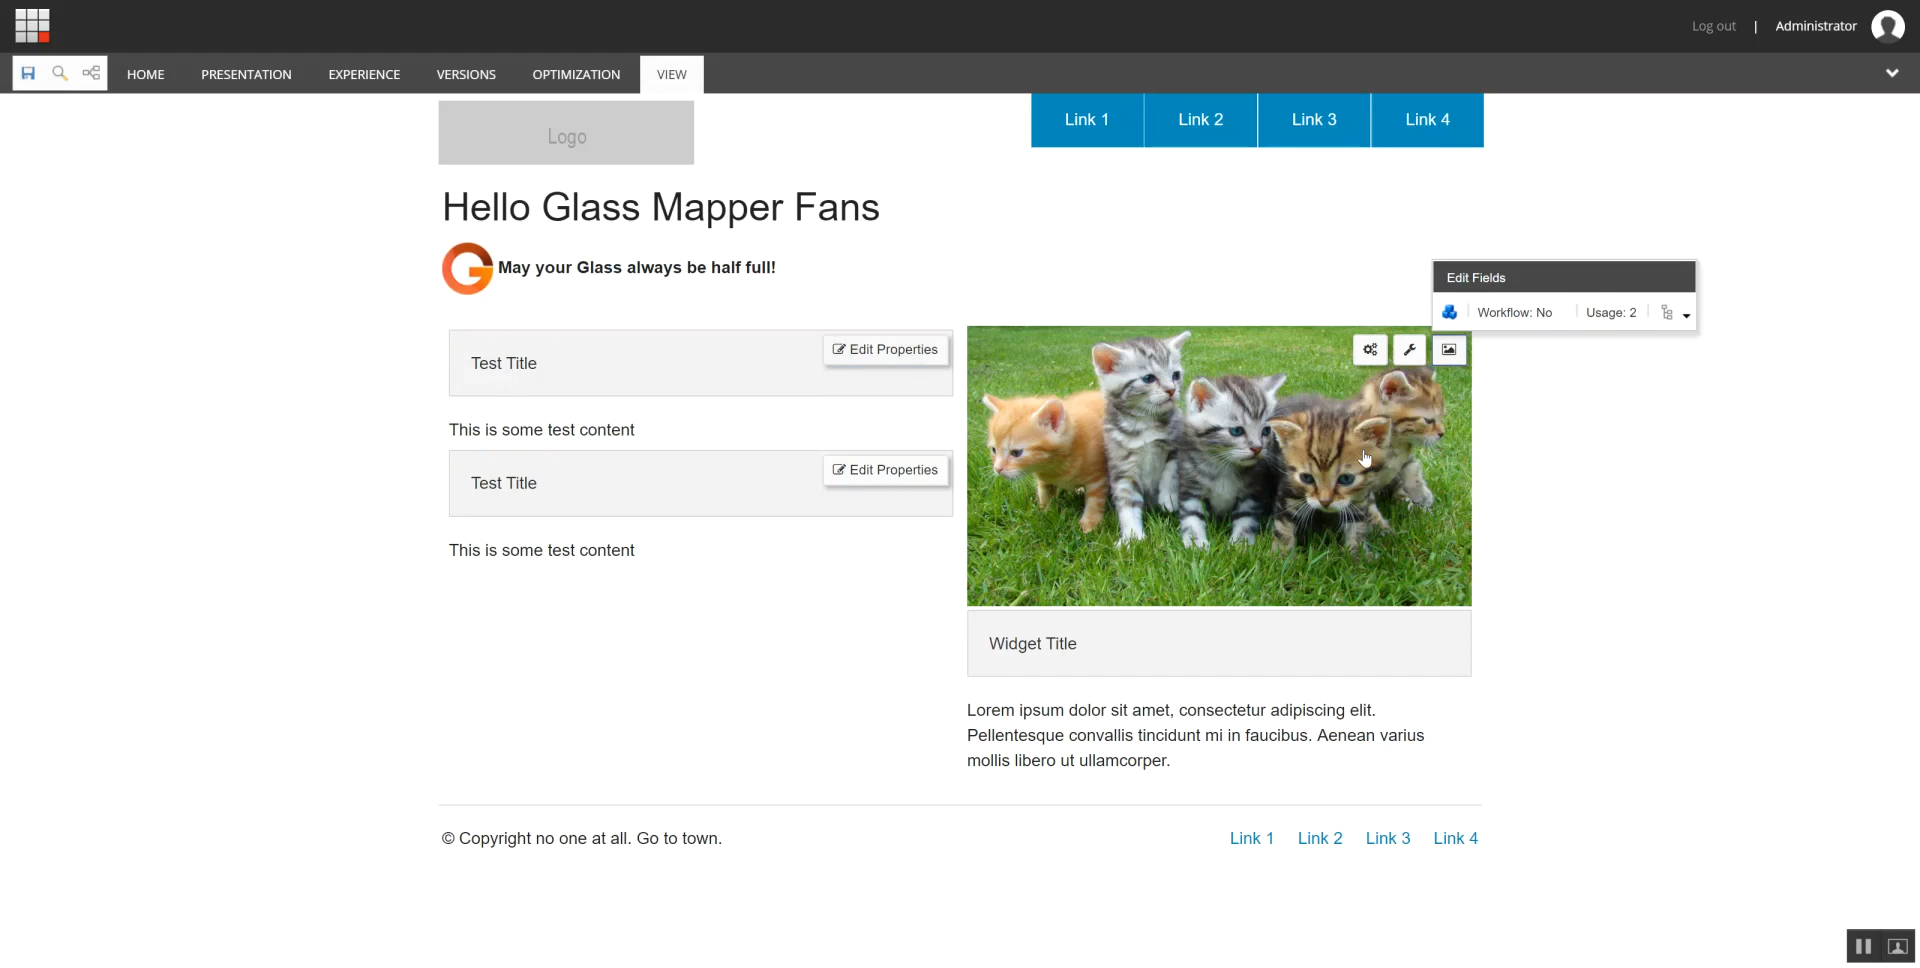 Log out | Administrator
HOME PRESENTATION EXPERIENCE VERSIONS OPTIMIZATION VIEW
Logo
Link 1 Link 2 Link 3 Link 4
Hello Glass Mapper Fans
May your Glass always be half full!
Edit Fields
Workflow: No Usage: 2
Test Title
Edit Properties
This is some test content
Test Title
Edit Properties
This is some test content
Widget Title
Lorem ipsum dolor sit amet, consectetur adipiscing elit.
Pellentesque convallis tincidunt mi in faucibus. Aenean varius
mollis libero ut ullamcorper.
© Copyright no one at all. Go to town.
Link 1 Link 2 Link 3 Link 4